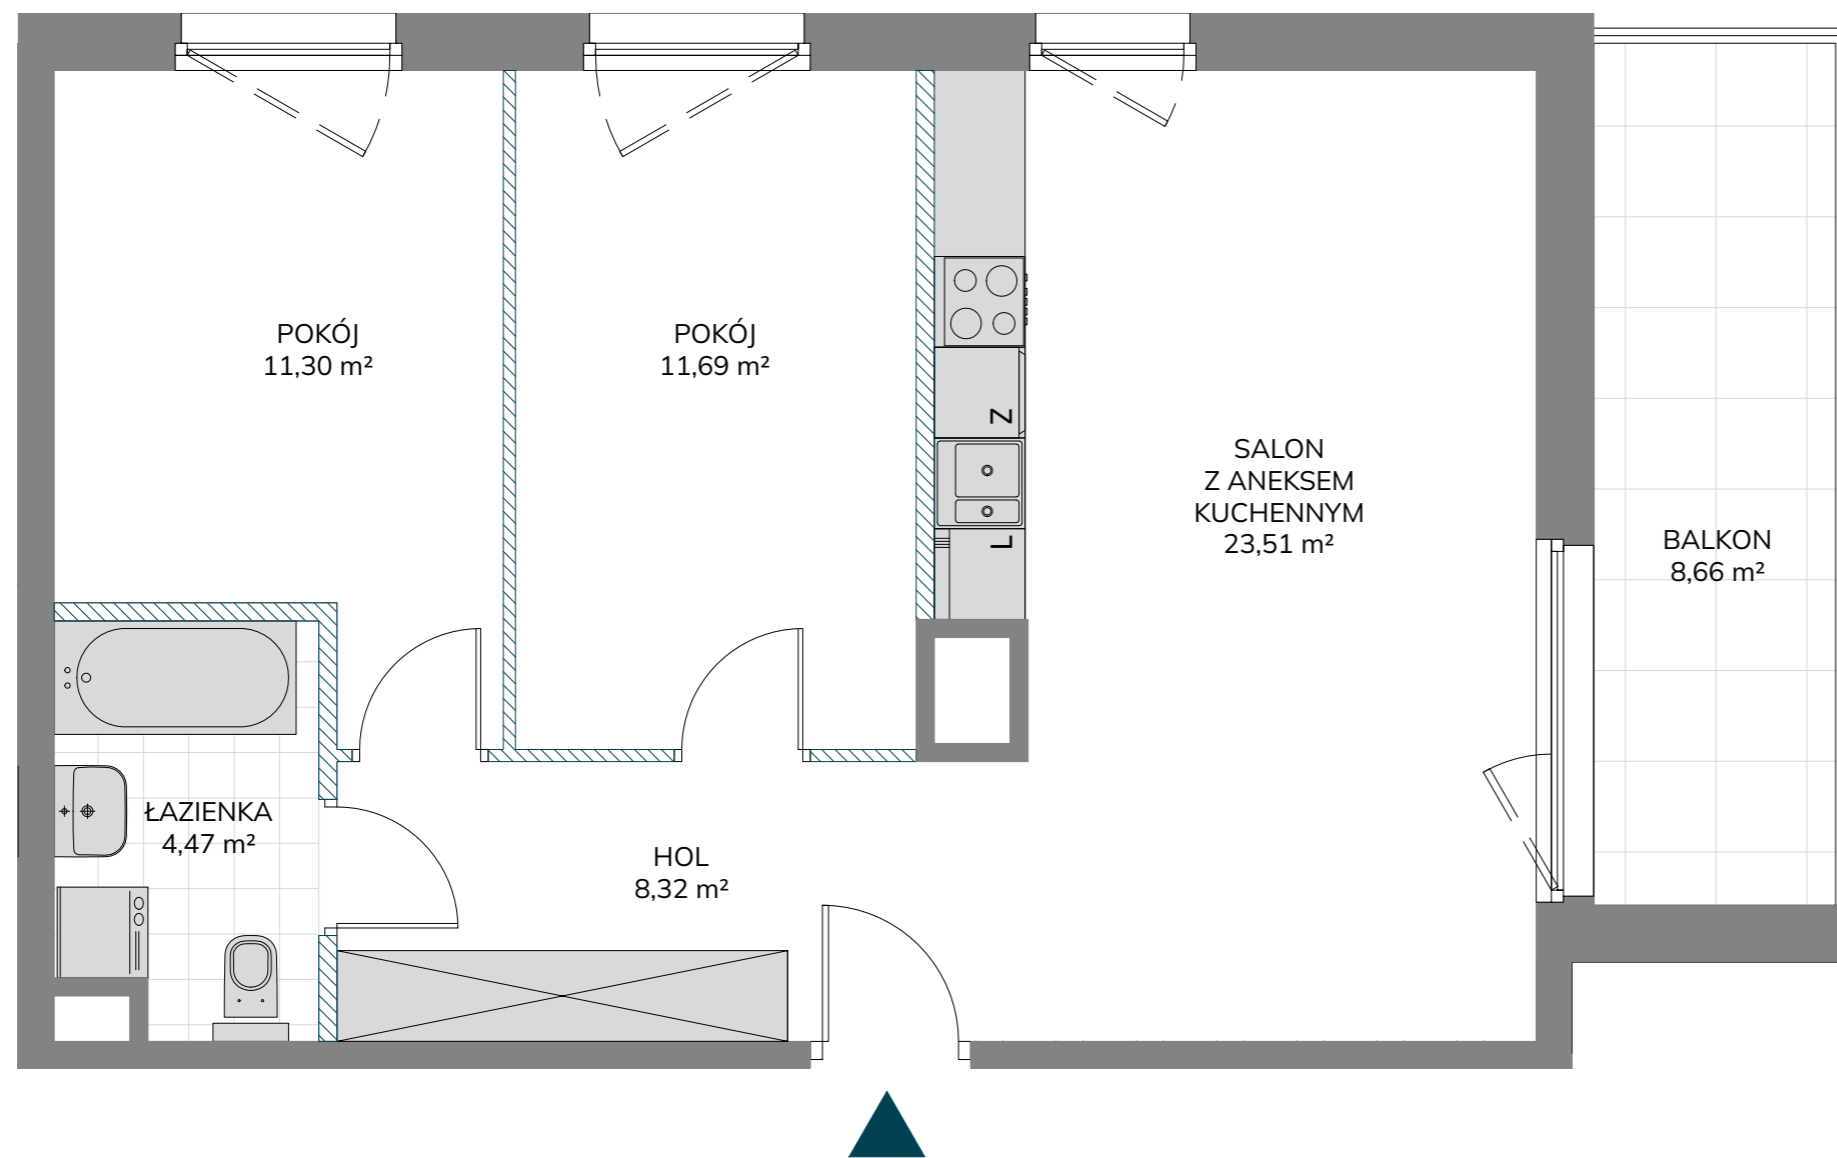 POKÓJ
11,30 m²
POKÓJ
11,69 m²
Z
L
SALON
Z ANEKSEM
KUCHENNYM
23,51 m²
BALKON
8,66 m²
ŁAZIENKA
4,47 m²
HOL
8,32 m²